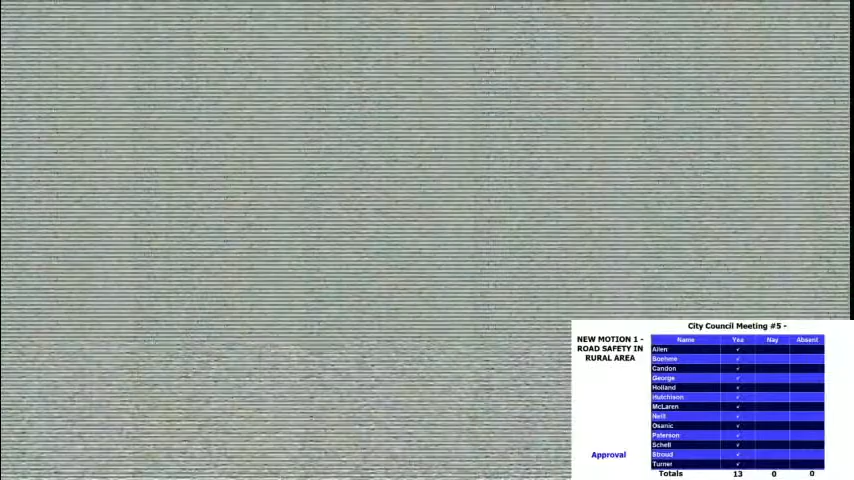 City Council Meeting #5 -
NEW MOTION 1 -
ROAD SAFETY IN
RURAL AREA
Name Yea Nay Absent
Allen √
Boehme √
Candon √
George √
Holland √
Hutchison √
McLaren √
Neill √
Osanic √
Paterson √
Schell √
Stroud √
Turner √
Approval
Totals 13 0 0